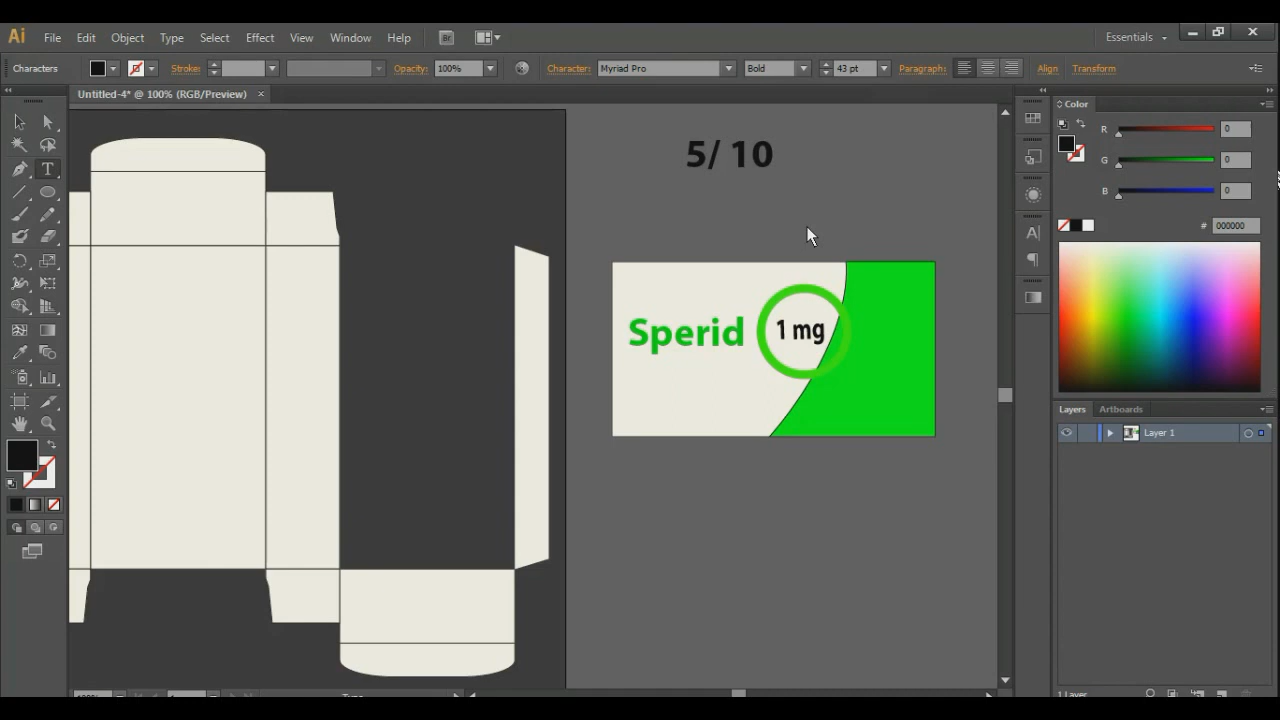 Ai File Edit Object Type Select Effect View Window Help Br Essentials
Characters Stroke: Opacity: 100% Character: Myriad Pro Bold 43 pt Paragraph: Align Transform
Untitled-4* @ 100% (RGB/Preview) ×
Color
R 0
G 0
B 0
# 000000
5/ 10
Sperid 1 mg
Layers Artboards
Layer 1